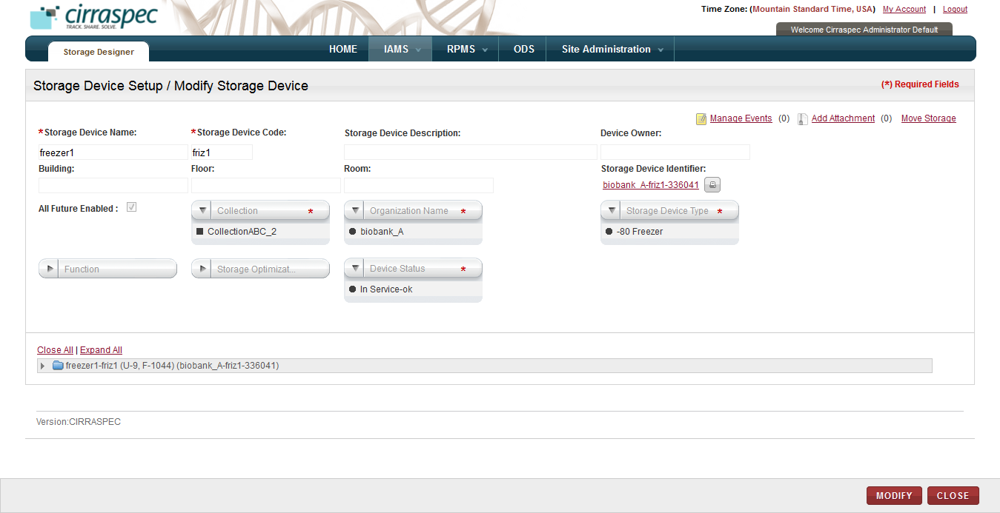 cirraspec
TRACK. SHARE. SOLVE.
Time Zone: (Mountain Standard Time, USA) My Account | Logout
Welcome Cirraspec Administrator Default
Storage Designer
HOME IAMS RPMS ODS Site Administration
Storage Device Setup / Modify Storage Device
(*) Required Fields
Manage Events (0) Add Attachment (0) Move Storage
*Storage Device Name: *Storage Device Code: Storage Device Description: Device Owner:
freezer1 friz1
Building: Floor: Room: Storage Device Identifier:
biobank_A-friz1-336041
All Future Enabled : Collection * Organization Name * Storage Device Type *
CollectionABC_2 biobank_A -80 Freezer
Function Storage Optimizat... Device Status *
In Service-ok
Close All | Expand All
freezer1-friz1 (U-9, F-1044) (biobank_A-friz1-336041)
Version:CIRRASPEC
MODIFY CLOSE